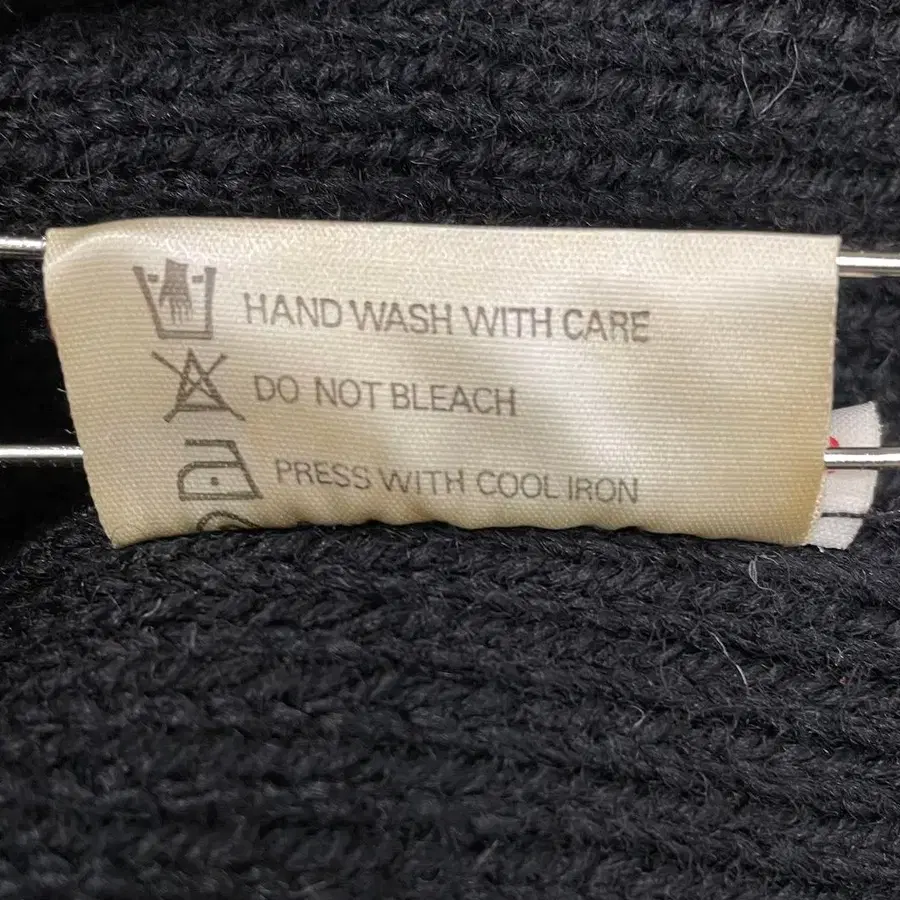 HAND WASH WITH CARE
DO NOT BLEACH
PRESS WITH COOL IRON